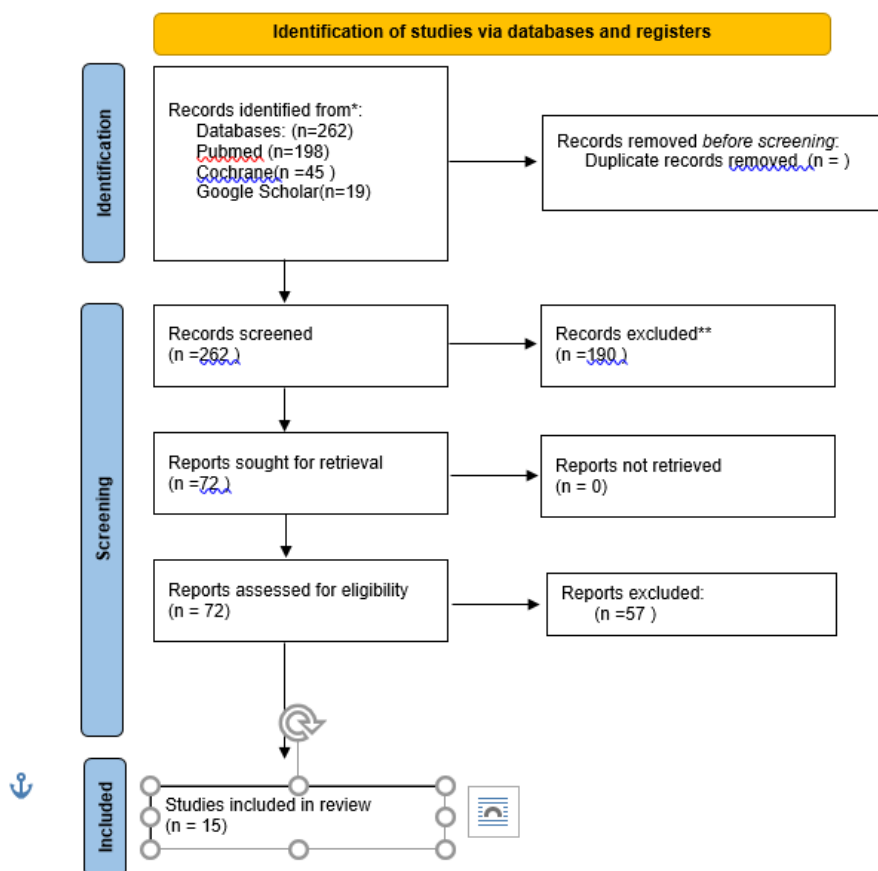 Identification of studies via databases and registers
Identification
Records identified from*:
Databases: (n=262)
Pubmed (n=198)
Cochrane(n =45 )
Google Scholar(n=19)
Records removed before screening:
Duplicate records removed (n = )
Screening
Records screened
(n =262 )
Records excluded**
(n =190 )
Reports sought for retrieval
(n =72 )
Reports not retrieved
(n = 0)
Reports assessed for eligibility
(n = 72)
Reports excluded:
(n =57 )
Included
Studies included in review
(n = 15)